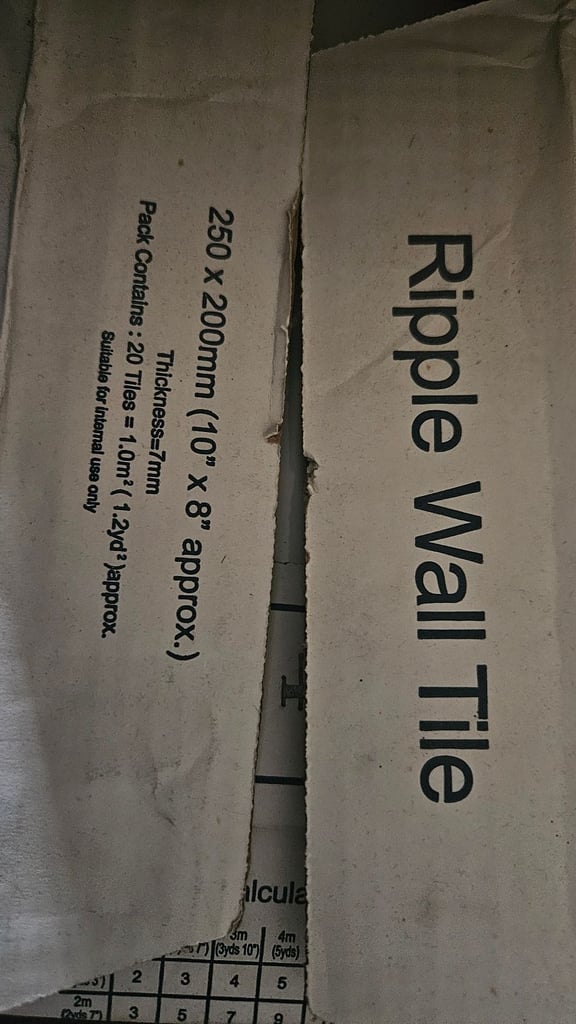 Ripple Wall Tile
250 x 200mm (10” x 8” approx.)
Thickness=7mm
Pack Contains : 20 Tiles = 1.0m² ( 1.2yd² )approx.
Suitable for internal use only
3m 4m
(3yds 10") (5yds)
2 3 4 5
2m
(2yds 7") 3 5 7 9